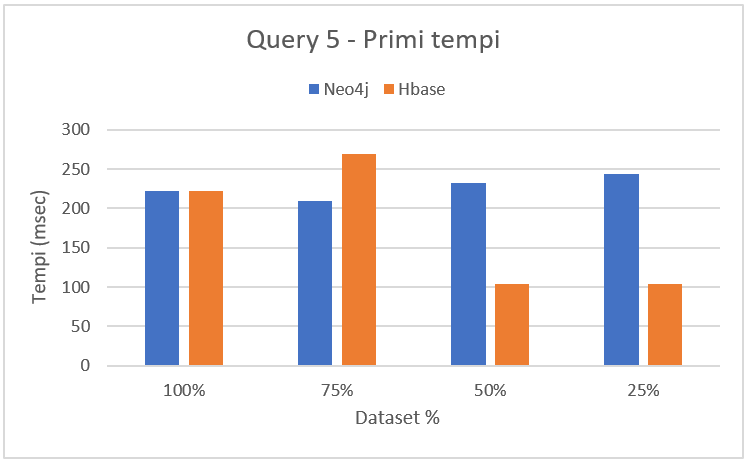 Query 5 - Primi tempi
Neo4j Hbase
300
250
200
150
100
50
0
Tempi (msec)
100% 75% 50% 25%
Dataset %